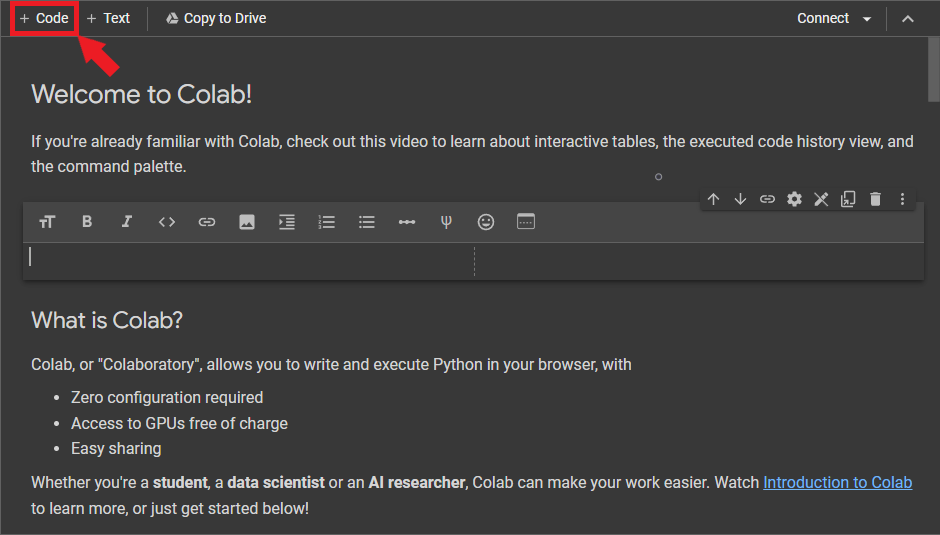 + Code + Text Copy to Drive Connect
Welcome to Colab!
If you're already familiar with Colab, check out this video to learn about interactive tables, the executed code history view, and
the command palette.
What is Colab?
Colab, or "Colaboratory", allows you to write and execute Python in your browser, with
• Zero configuration required
• Access to GPUs free of charge
• Easy sharing
Whether you're a student, a data scientist or an AI researcher, Colab can make your work easier. Watch Introduction to Colab
to learn more, or just get started below!